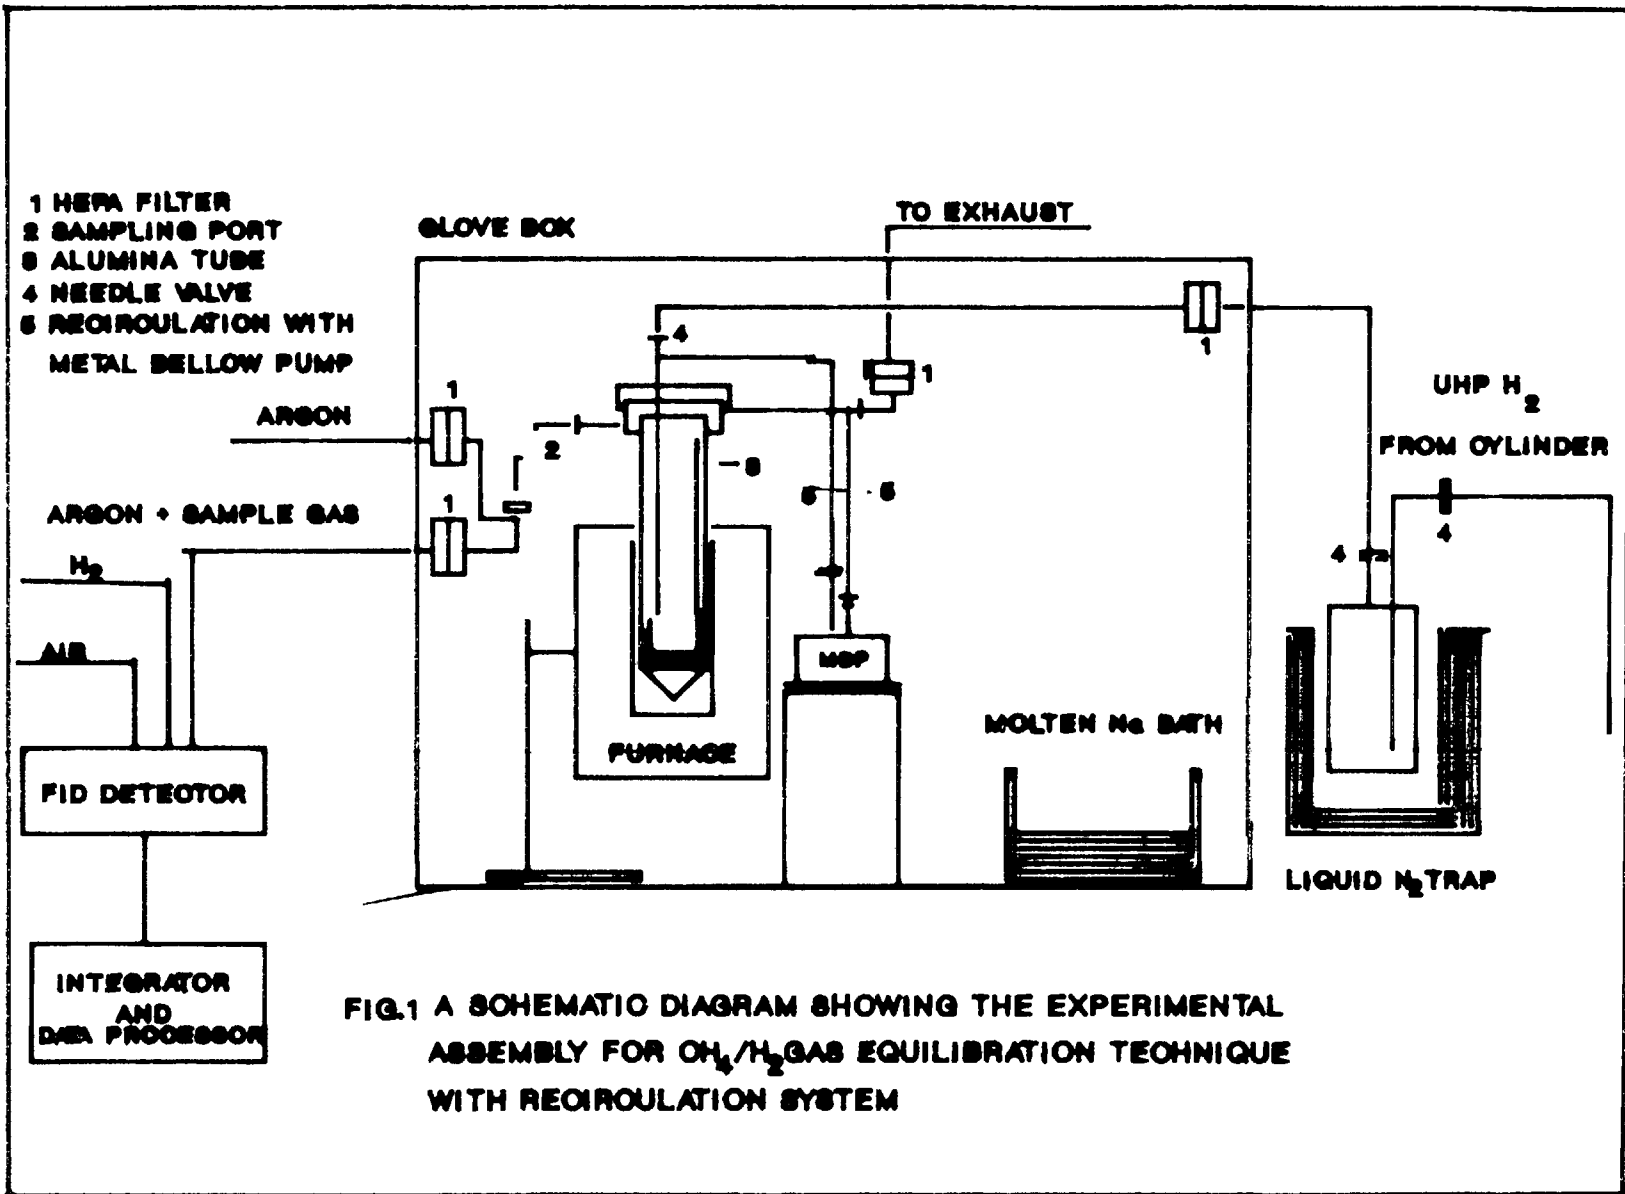 1 HEPA FILTER
2 SAMPLING PORT
3 ALUMINA TUBE
4 NEEDLE VALVE
5 RECIRCULATION WITH
METAL BELLOW PUMP
GLOVE BOX
TO EXHAUST
4
1
1
1
ARGON
2
3
UHP H2
FROM CYLINDER
5
5
1
ARGON + SAMPLE GAS
4
4
H2
AIR
MBP
MOLTEN Na BATH
FURNACE
FID DETECTOR
LIQUID N2 TRAP
INTEGRATOR
AND
DATA PROCESSOR
FIG.1 A SCHEMATIC DIAGRAM SHOWING THE EXPERIMENTAL
ASSEMBLY FOR CH4/H2 GAS EQUILIBRATION TECHNIQUE
WITH RECIRCULATION SYSTEM